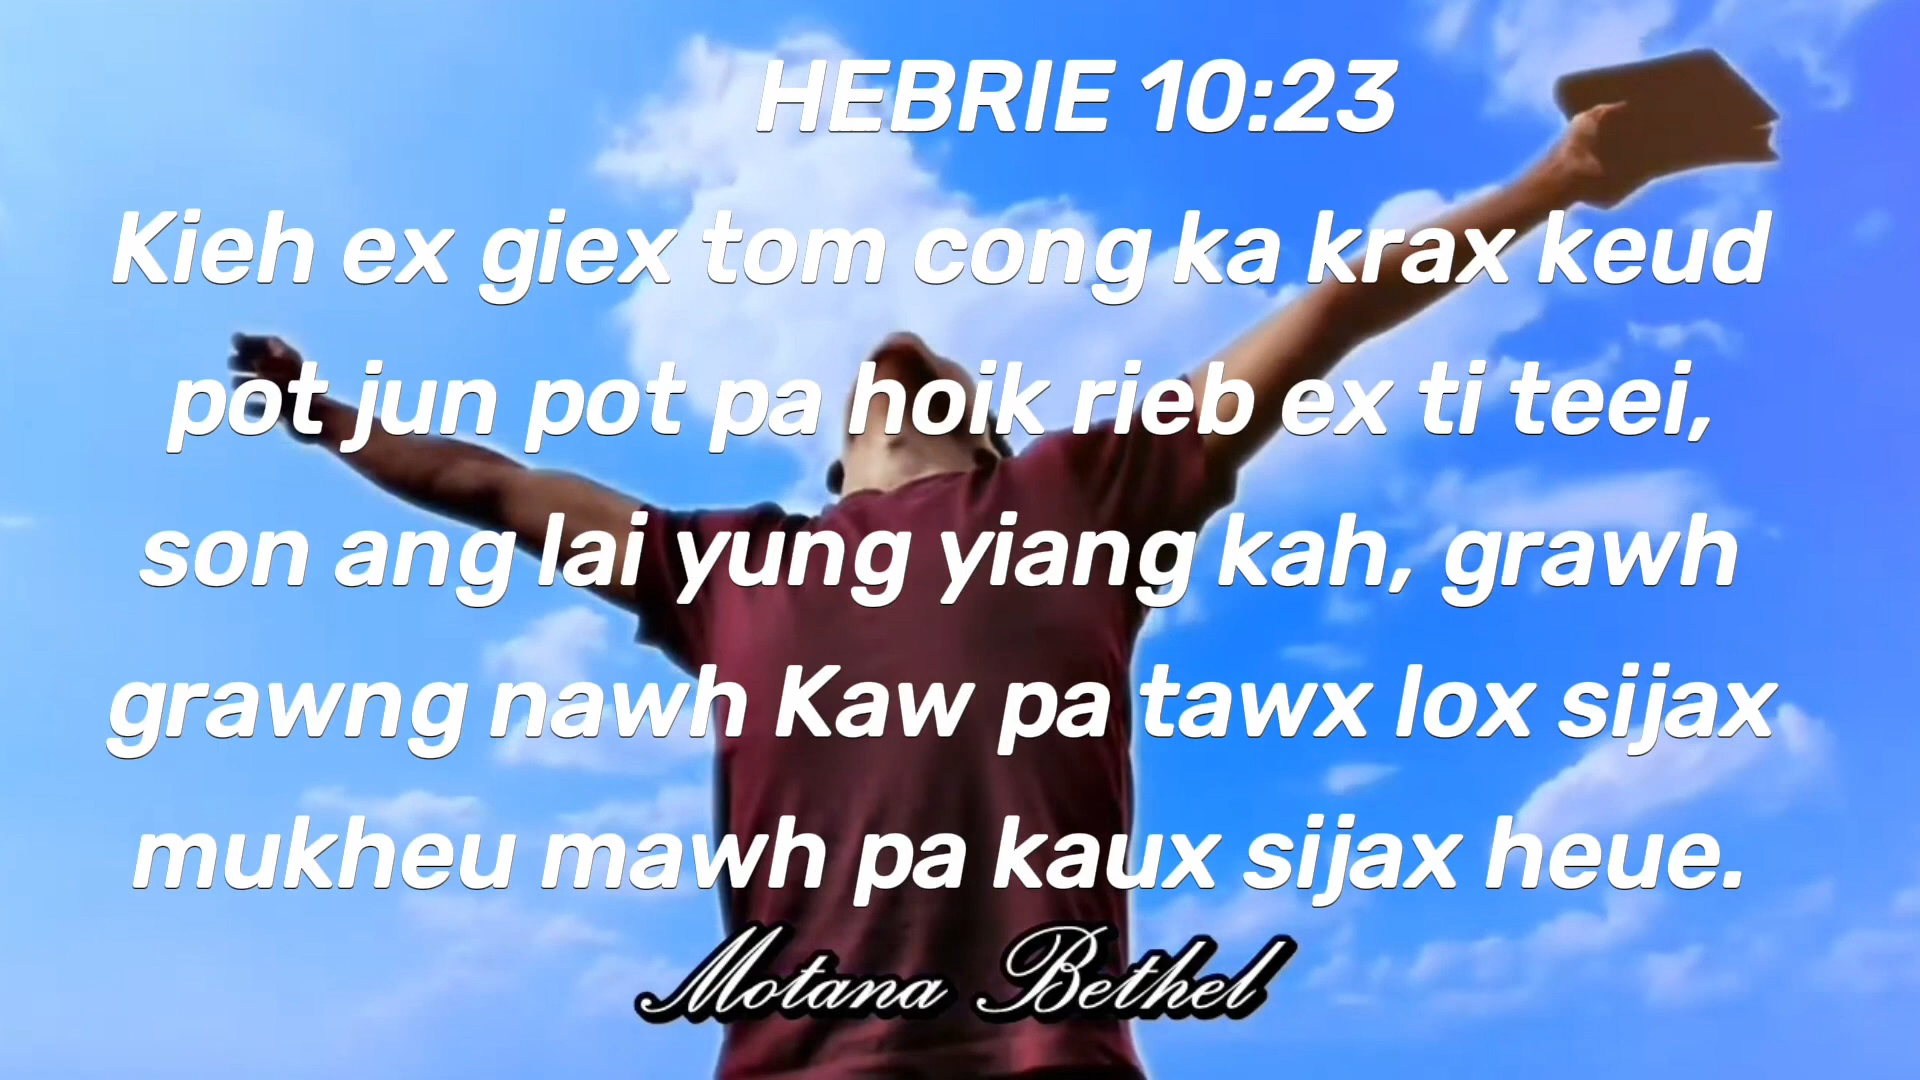 HEBRIE 10:23
Kieh ex giex tom cong ka krax keud
pot jun pot pa hoik rieb ex ti teei,
son ang lai yung yiang kah, grawh
grawng nawh Kaw pa tawx lox sijax
mukheu mawh pa kaux sijax heue.
Motana Bethel